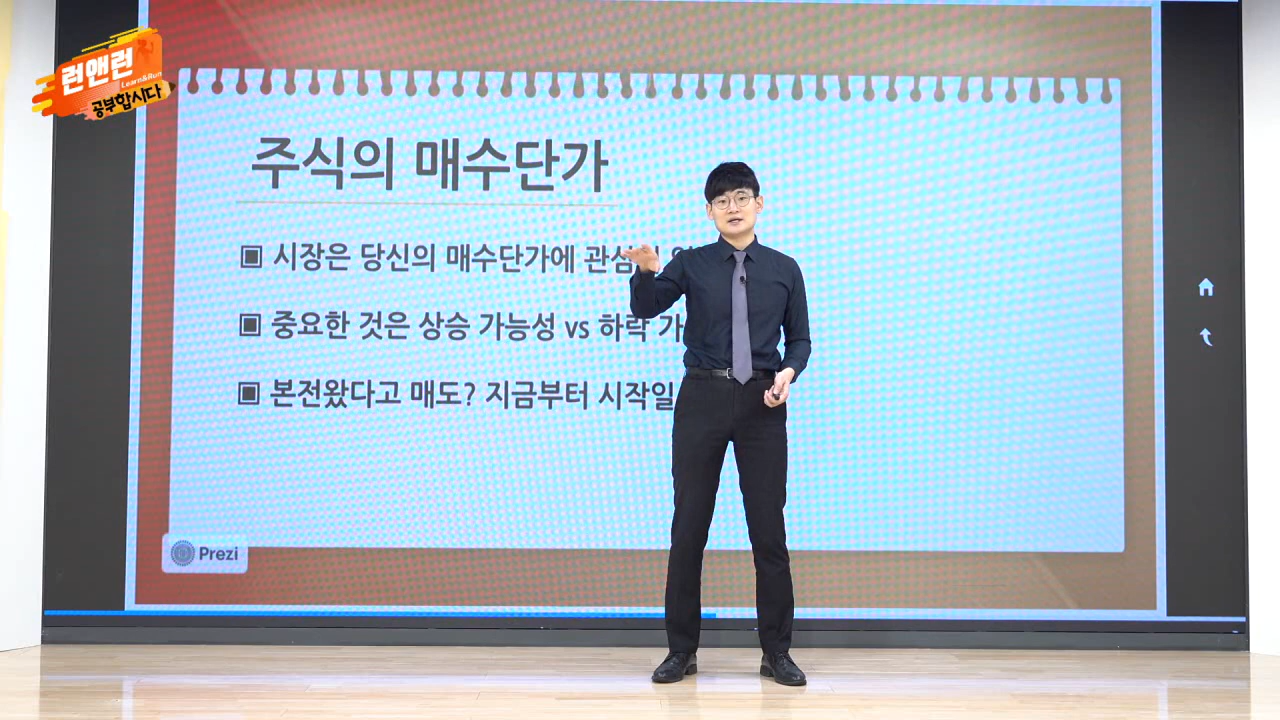 런앤런
Learn&Run
공부합시다
주식의 매수단가
▣ 시장은 당신의 매수단가에 관심
▣ 중요한 것은 상승 가능성 vs 하락
▣ 본전왔다고 매도? 지금부터 시작일
Prezi